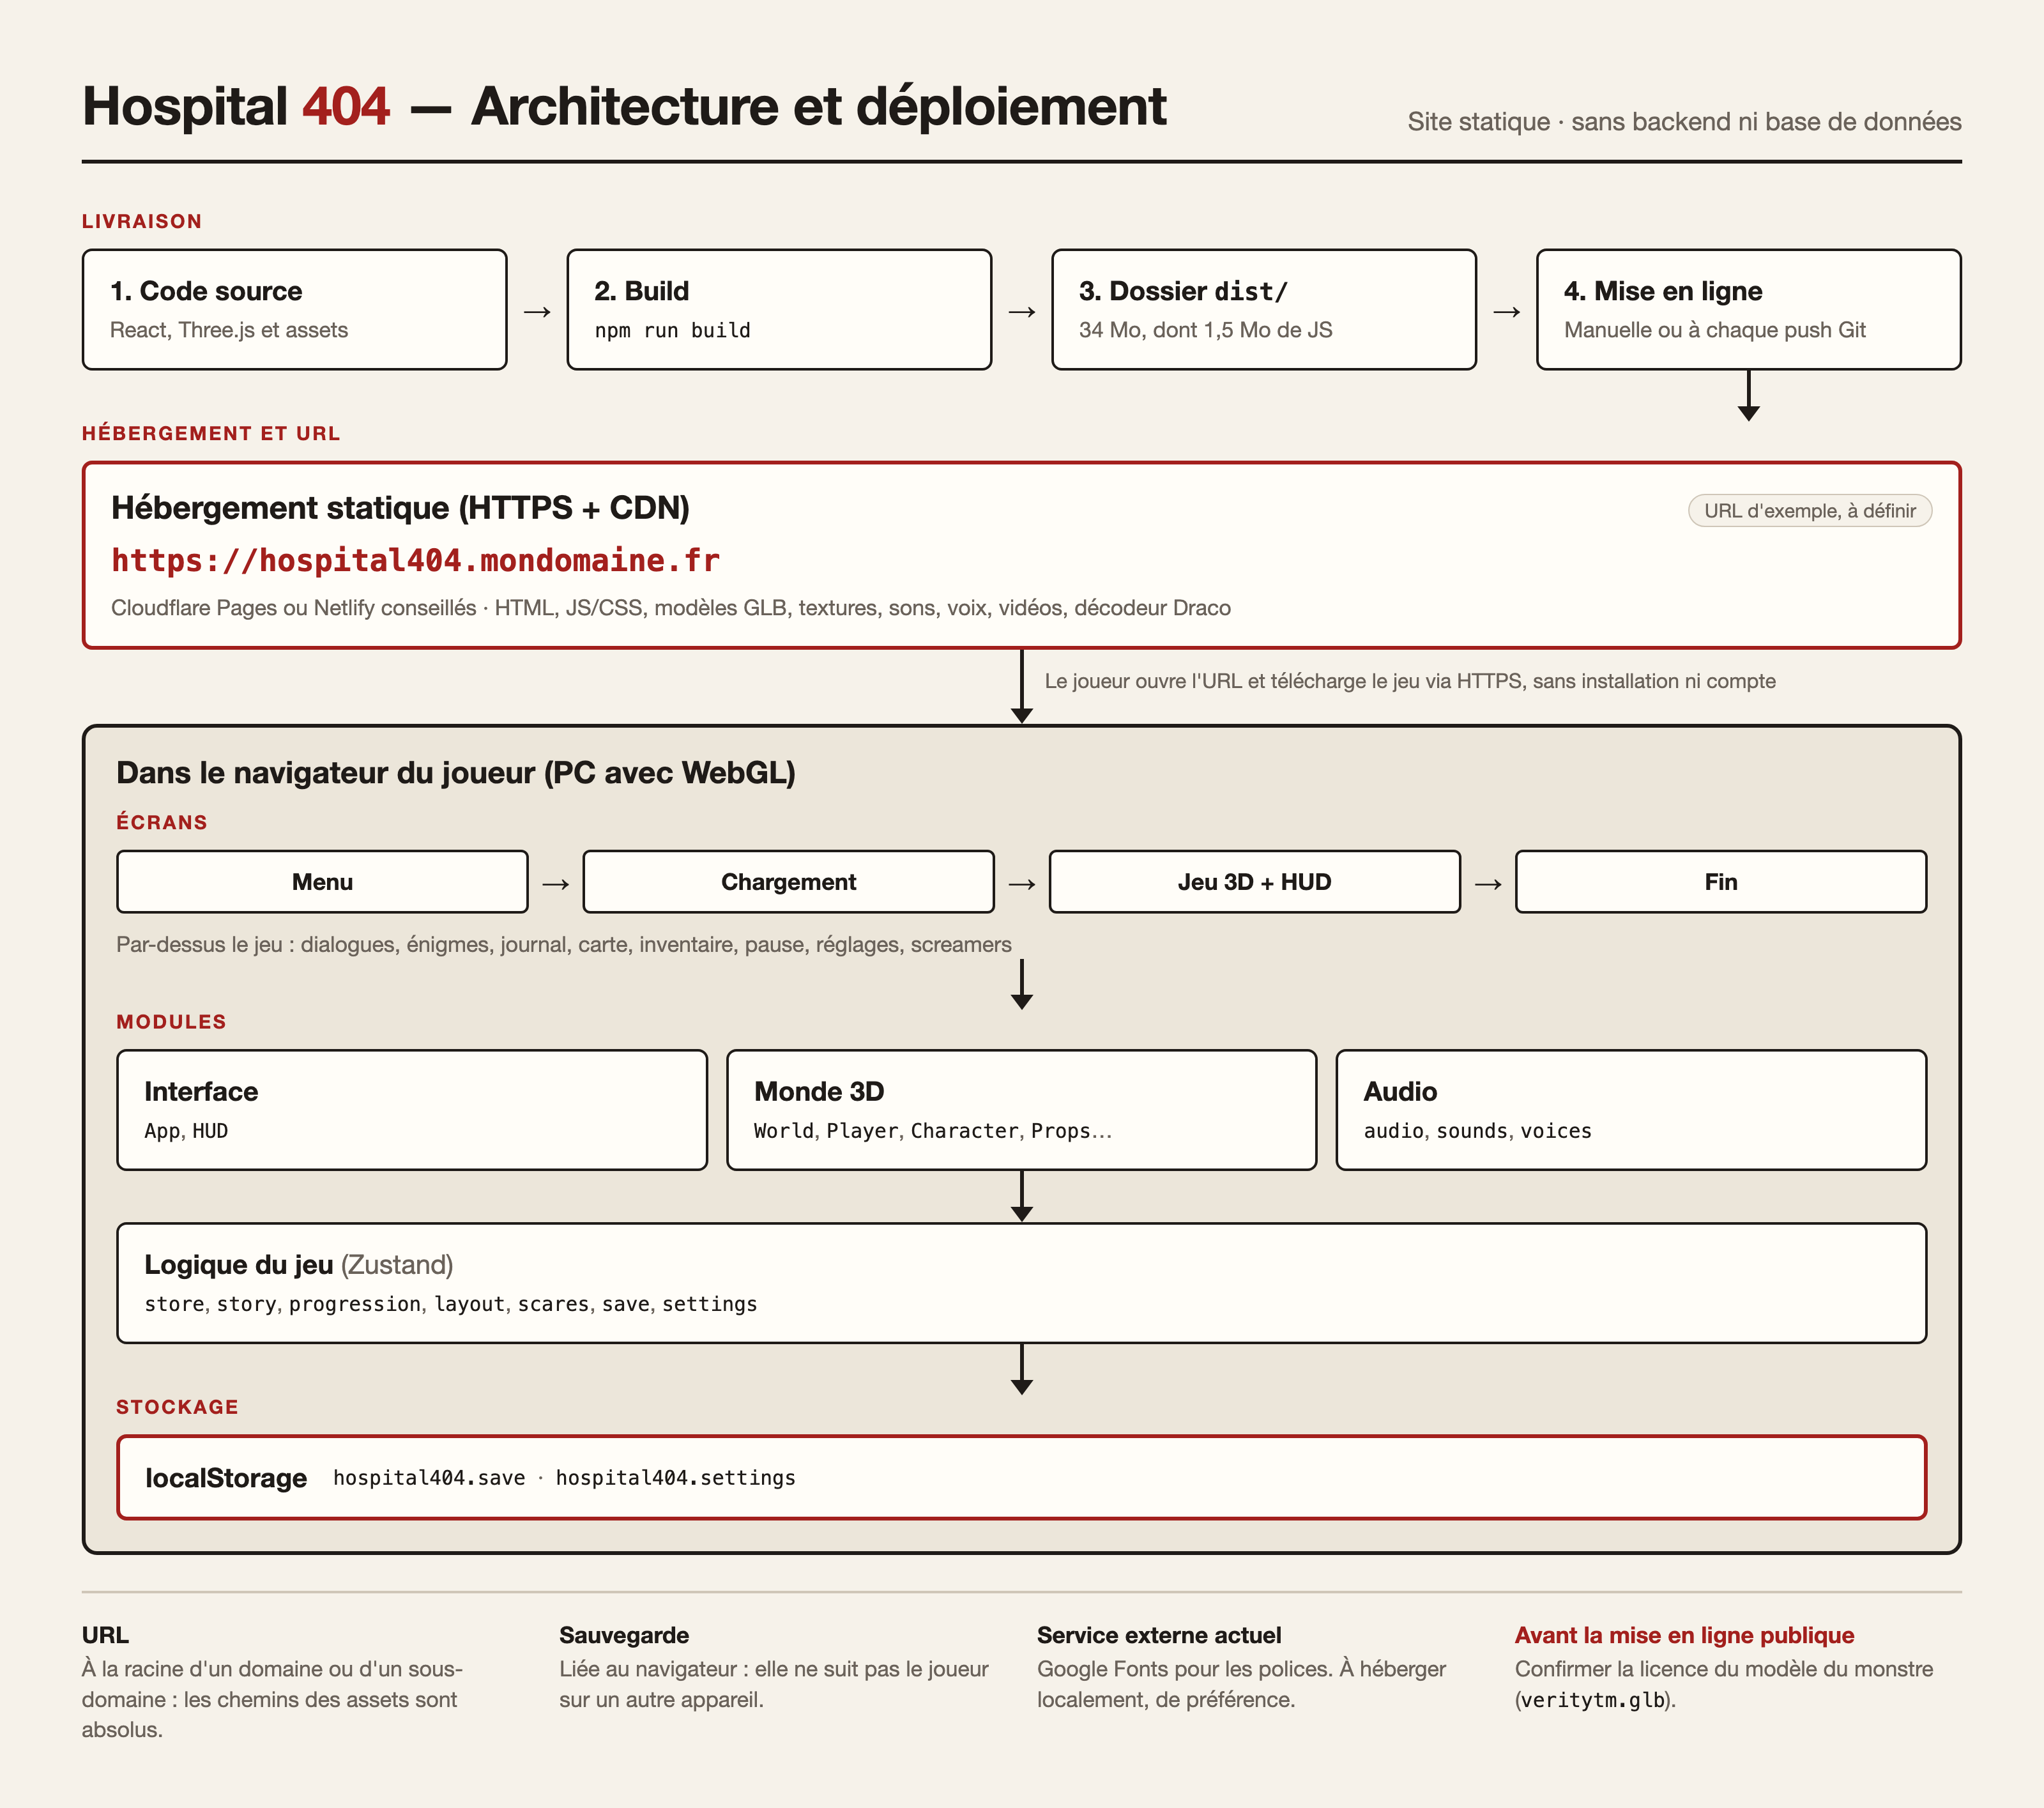 Hospital 404 — Architecture et déploiement
Site statique · sans backend ni base de données
LIVRAISON
1. Code source
React, Three.js et assets
→
2. Build
npm run build
→
3. Dossier dist/
34 Mo, dont 1,5 Mo de JS
→
4. Mise en ligne
Manuelle ou à chaque push Git
HÉBERGEMENT ET URL
Hébergement statique (HTTPS + CDN)
URL d'exemple, à définir
https://hospital404.mondomaine.fr
Cloudflare Pages ou Netlify conseillés · HTML, JS/CSS, modèles GLB, textures, sons, voix, vidéos, décodeur Draco
Le joueur ouvre l'URL et télécharge le jeu via HTTPS, sans installation ni compte
Dans le navigateur du joueur (PC avec WebGL)
ÉCRANS
Menu
→
Chargement
→
Jeu 3D + HUD
→
Fin
Par-dessus le jeu : dialogues, énigmes, journal, carte, inventaire, pause, réglages, screamers
MODULES
Interface
App, HUD
Monde 3D
World, Player, Character, Props…
Audio
audio, sounds, voices
Logique du jeu (Zustand)
store, story, progression, layout, scares, save, settings
STOCKAGE
localStorage hospital404.save · hospital404.settings
URL
À la racine d'un domaine ou d'un sous-
domaine : les chemins des assets sont
absolus.
Sauvegarde
Liée au navigateur : elle ne suit pas le joueur
sur un autre appareil.
Service externe actuel
Google Fonts pour les polices. À héberger
localement, de préférence.
Avant la mise en ligne publique
Confirmer la licence du modèle du monstre
(veritytm.glb).